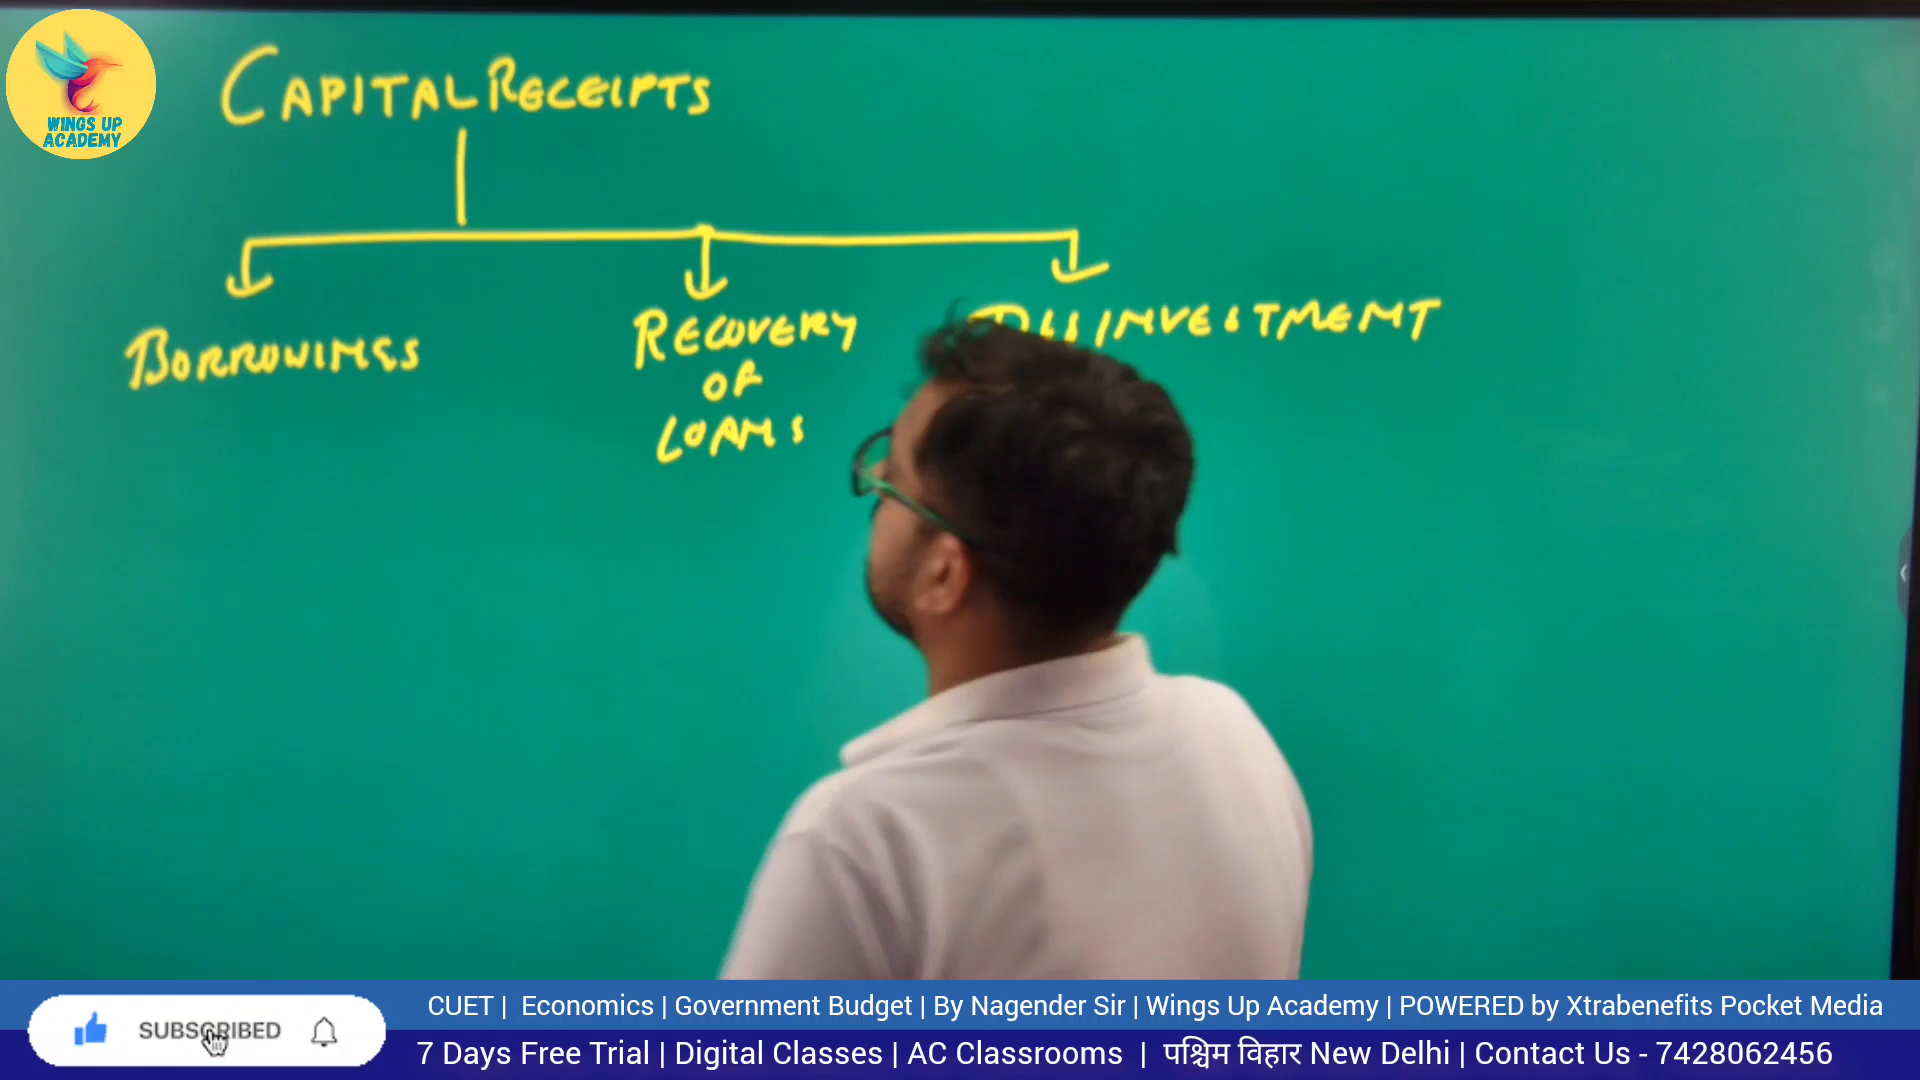 WINGS UP
ACADEMY
CAPITAL RECEIPTS
BORROWINGS
RECOVERY
OF
LOANS
DISINVESTMENT
SUBSCRIBED
CUET | Economics | Government Budget | By Nagender Sir | Wings Up Academy | POWERED by Xtrabenefits Pocket Media
7 Days Free Trial | Digital Classes | AC Classrooms | पश्चिम विहार New Delhi | Contact Us - 7428062456